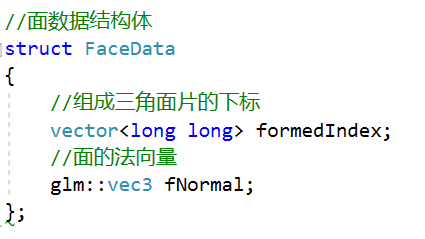 //面数据结构体
struct FaceData
{
//组成三角面片的下标
vector<long long> formedIndex;
//面的法向量
glm::vec3 fNormal;
};